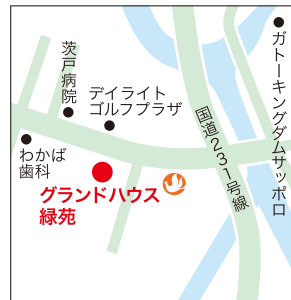 ガトーキングダムサッポロ
国道231号線
茨戸病院
デイライト
ゴルフプラザ
わかば
歯科
グランドハウス
緑苑